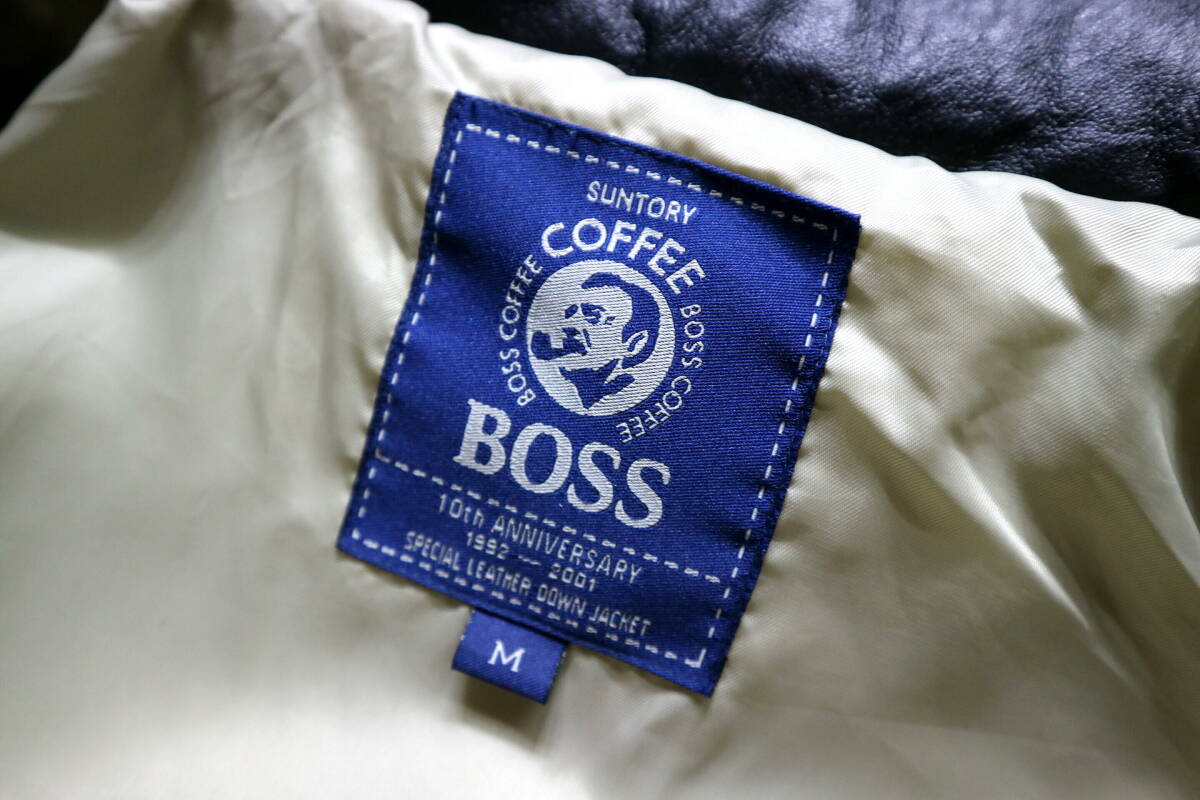 SUNTORY
COFFEE
BOSS COFFEE
BOSS COFFEE
BOSS
10th ANNIVERSARY
1992 — 2001
SPECIAL LEATHER DOWN JACKET
M